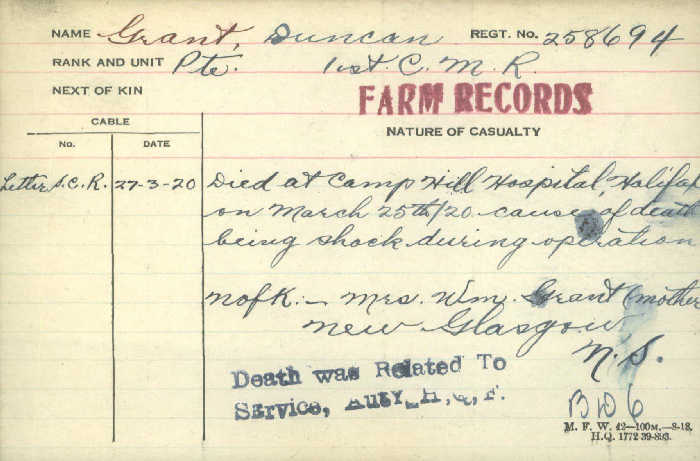 NAME Grant, Duncan REGT. NO. 258694
RANK AND UNIT Pte. 1st. C. M. R.
NEXT OF KIN FARM RECORDS
CABLE NATURE OF CASUALTY
No. DATE
Letter S.C.R. 27-3-20 Died at Camp Hill Hospital, Halifax
on March 25th/20 cause of death
being shock during operation
N of K. - Mrs. Wm. Grant (mother
New Glasgow
N. S.
Death was Related To
Service, Auty H.Q. F.
B D 6
M. F. W. 42—100M.—8-18.
H.Q. 1772-39-893.